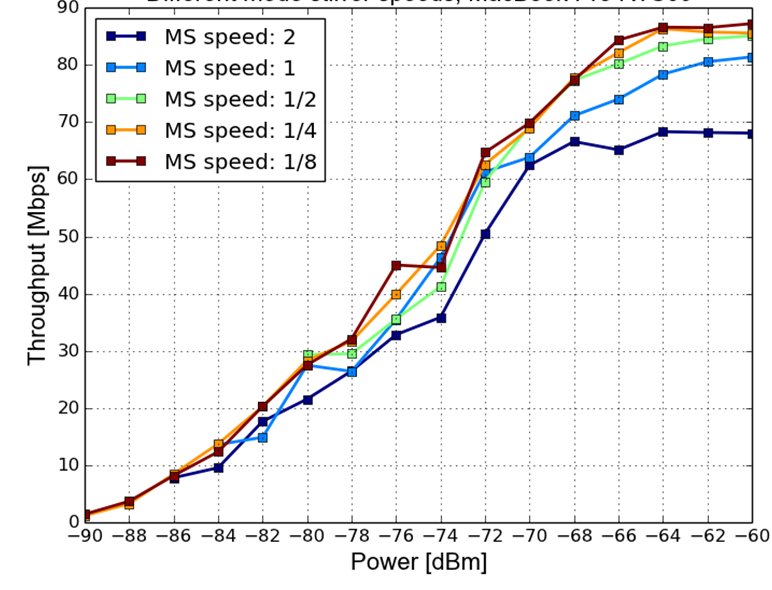 90
80
70
60
50
40
30
20
10
0
MS speed: 2
MS speed: 1
MS speed: 1/2
MS speed: 1/4
MS speed: 1/8
Throughput [Mbps]
−90 −88 −86 −84 −82 −80 −78 −76 −74 −72 −70 −68 −66 −64 −62 −60
Power [dBm]